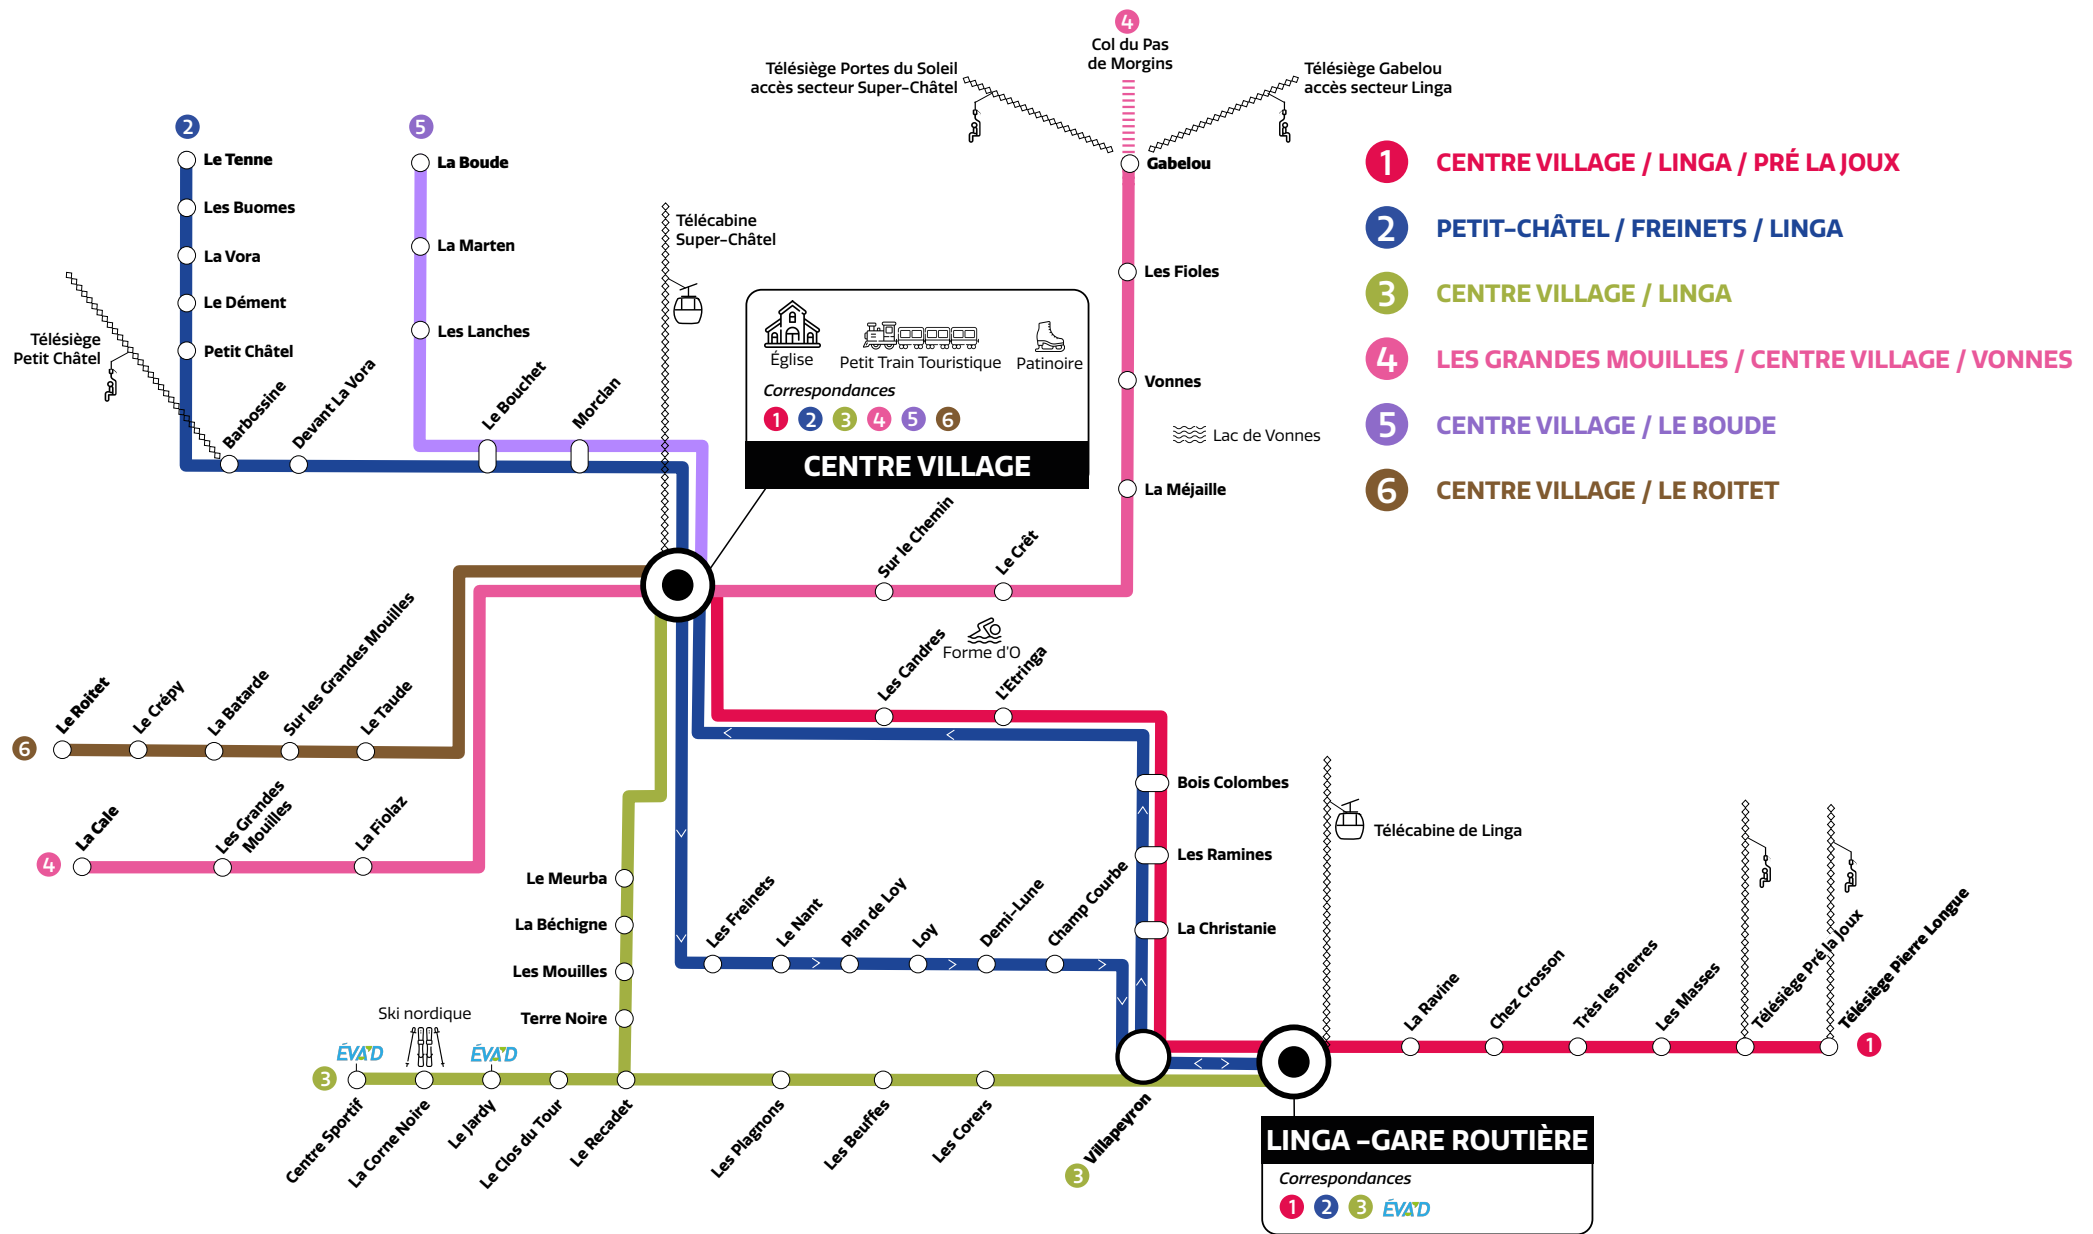 4
Col du Pas
de Morgins
Télésiège Portes du Soleil
accès secteur Super-Châtel
Télésiège Gabelou
accès secteur Linga
2
5
Le Tenne
Les Buomes
La Vora
Le Dément
Petit Châtel
Télésiège
Petit Châtel
Barbossine
Devant La Vora
La Boude
La Marten
Les Lanches
Le Bouchet
Morclan
Télécabine
Super-Châtel
Église
Petit Train Touristique
Patinoire
Correspondances
1 2 3 4 5 6
CENTRE VILLAGE
Gabelou
Les Fioles
Vonnes
Lac de Vonnes
La Méjaille
Sur le Chemin
Le Crêt
1 CENTRE VILLAGE / LINGA / PRÉ LA JOUX
2 PETIT-CHÂTEL / FREINETS / LINGA
3 CENTRE VILLAGE / LINGA
4 LES GRANDES MOUILLES / CENTRE VILLAGE / VONNES
5 CENTRE VILLAGE / LE BOUDE
6 CENTRE VILLAGE / LE ROITET
6
Le Roitet
Le Crépy
La Batarde
Sur les Grandes Mouilles
Le Taude
4
La Cale
Les Grandes
Mouilles
La Fiolaz
Les Candres
Forme d'O
L'Etringa
Bois Colombes
Les Ramines
La Christanie
Télécabine de Linga
Le Meurba
La Béchigne
Les Mouilles
Terre Noire
Les Freinets
Le Nant
Plan de Loy
Loy
Demi-Lune
Champ Courbe
La Ravine
Chez Crosson
Très les Pierres
Les Masses
Télésiège Pré la Joux
Télésiège Pierre Longue
1
Ski nordique
ÉVA'D
ÉVA'D
3
Centre Sportif
La Corne Noire
Le Jardy
Le Clos du Tour
Le Recadet
Les Plagnons
Les Beuffes
Les Corers
Villapeyron
3
LINGA -GARE ROUTIÈRE
Correspondances
1 2 3 ÉVA'D